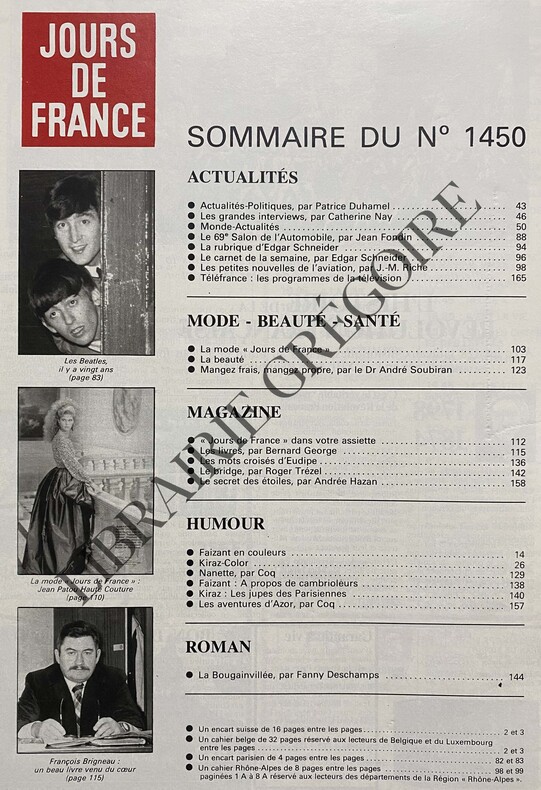 JOURS
DE
FRANCE
SOMMAIRE DU Nº 1450
ACTUALITÉS
● Actualités-Politiques, par Patrice Duhamel 43
● Les grandes interviews, par Catherine Nay 46
● Monde-Actualités 50
● Le 69e Salon de l'Automobile, par Jean Fondin 88
● La rubrique d'Edgar Schneider 94
● Le carnet de la semaine, par Edgar Schneider 96
● Les petites nouvelles de l'aviation, par J.-M. Riche 98
● Téléfrance : les programmes de la télévision 165
Les Beatles,
il y a vingt ans
(page 83)
MODE - BEAUTÉ - SANTÉ
● La mode « Jours de France » 103
● La beauté 117
● Mangez frais, mangez propre, par le Dr André Soubiran 123
MAGAZINE
● « Jours de France » dans votre assiette 112
● Les livres, par Bernard George 115
● Les mots croisés d'Eudipe 136
● Le bridge, par Roger Trézel 142
● Le secret des étoiles, par Andrée Hazan 158
La mode « Jours de France » :
Jean Patou Haute Couture
(page 110)
HUMOUR
● Faizant en couleurs 14
● Kiraz-Color 26
● Nanette, par Coq 129
● Faizant : A propos de cambrioleurs 138
● Kiraz : Les jupes des Parisiennes 140
● Les aventures d'Azor, par Coq 157
ROMAN
● La Bougainvillée, par Fanny Deschamps 144
François Brigneau :
un beau livre venu du cœur
(page 115)
● Un encart suisse de 16 pages entre les pages 2 et 3
● Un cahier belge de 32 pages réservé aux lecteurs de Belgique et du Luxembourg
entre les pages 2 et 3
● Un encart parisien de 4 pages entre les pages 82 et 83
● Un cahier Rhône-Alpes de 8 pages entre les pages 98 et 99
paginées 1 A à 8 A réservé aux lecteurs des départements de la Région « Rhône-Alpes ».
LIBRAIRIE GRÉGOIRE